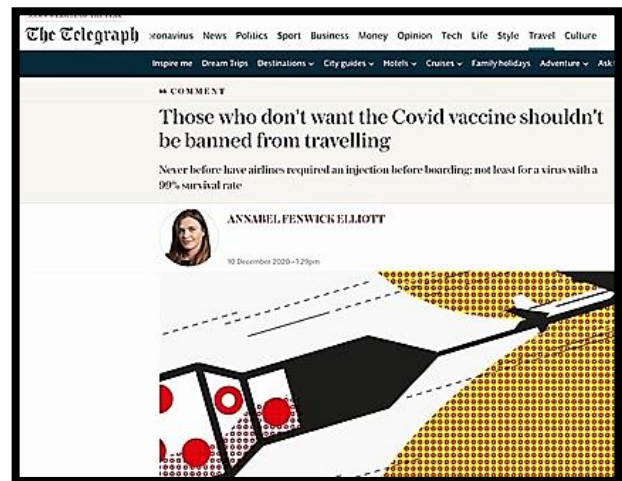 The Telegraph
oronavirus News Politics Sport Business Money Opinion Tech Life Style Travel Culture
Inspire me Dream Trips Destinations City guides Hotels Cruises Family holidays Adventure Ask
COMMENT
Those who don't want the Covid vaccine shouldn't
be banned from travelling
Never before have airlines required an injection before boarding; not least for a virus with a
99% survival rate
ANNABEL FENWICK ELLIOTT
10 December 2020 • 1:29pm